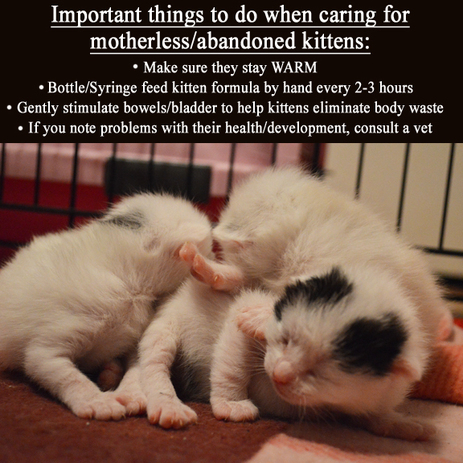 Important things to do when caring for
motherless/abandoned kittens:
• Make sure they stay WARM
• Bottle/Syringe feed kitten formula by hand every 2-3 hours
• Gently stimulate bowels/bladder to help kittens eliminate body waste
• If you note problems with their health/development, consult a vet